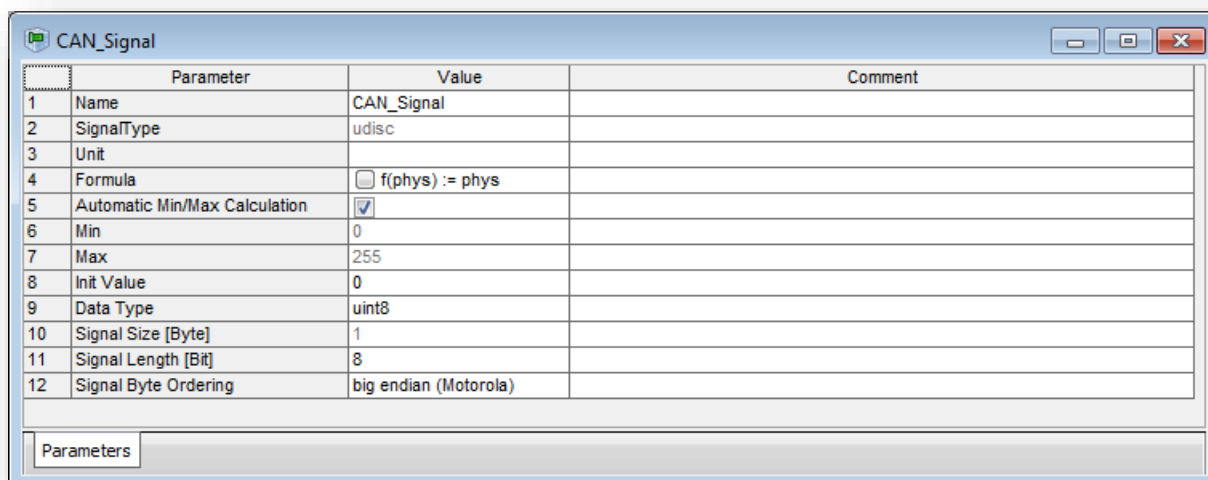 CAN_Signal
Parameter Value Comment
1 Name CAN_Signal
2 SignalType udisc
3 Unit
4 Formula f(phys) := phys
5 Automatic Min/Max Calculation
6 Min 0
7 Max 255
8 Init Value 0
9 Data Type uint8
10 Signal Size [Byte] 1
11 Signal Length [Bit] 8
12 Signal Byte Ordering big endian (Motorola)
Parameters